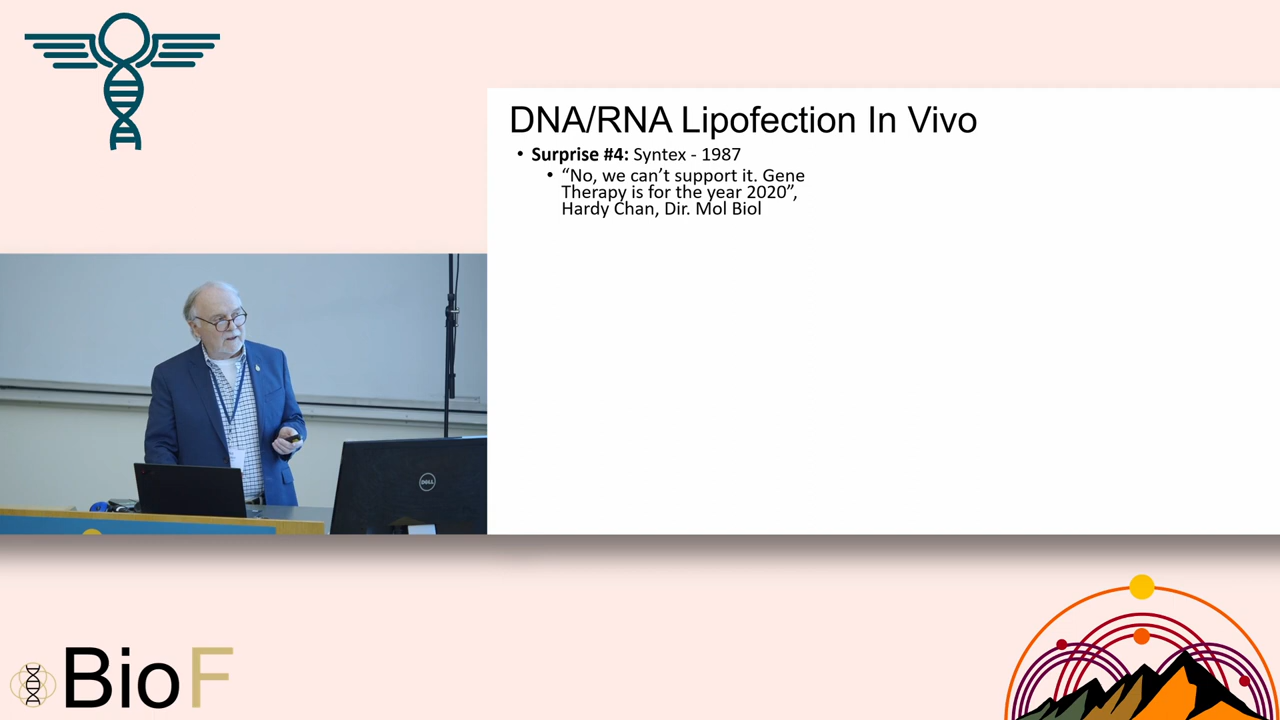 DNA/RNA Lipofection In Vivo
• Surprise #4: Syntex - 1987
• “No, we can’t support it. Gene
Therapy is for the year 2020”,
Hardy Chan, Dir. Mol Biol
DELL
BioF